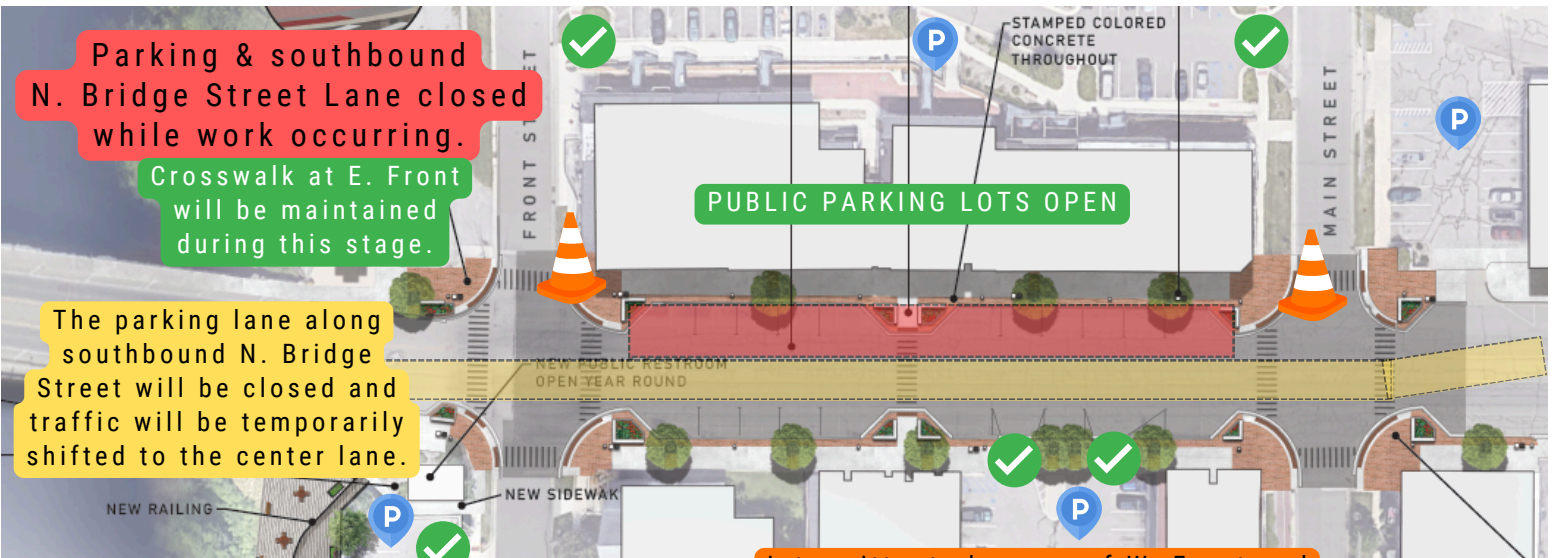 Parking & southbound
N. Bridge Street Lane closed
while work occurring.
Crosswalk at E. Front
will be maintained
during this stage.
The parking lane along
southbound N. Bridge
Street will be closed and
traffic will be temporarily
shifted to the center lane.
FRONT STREET
P
STAMPED COLORED
CONCRETE
THROUGHOUT
MAIN STREET
P
PUBLIC PARKING LOTS OPEN
NEW PUBLIC RESTROOM
OPEN YEAR ROUND
NEW SIDEWAK
NEW RAILING
P
P